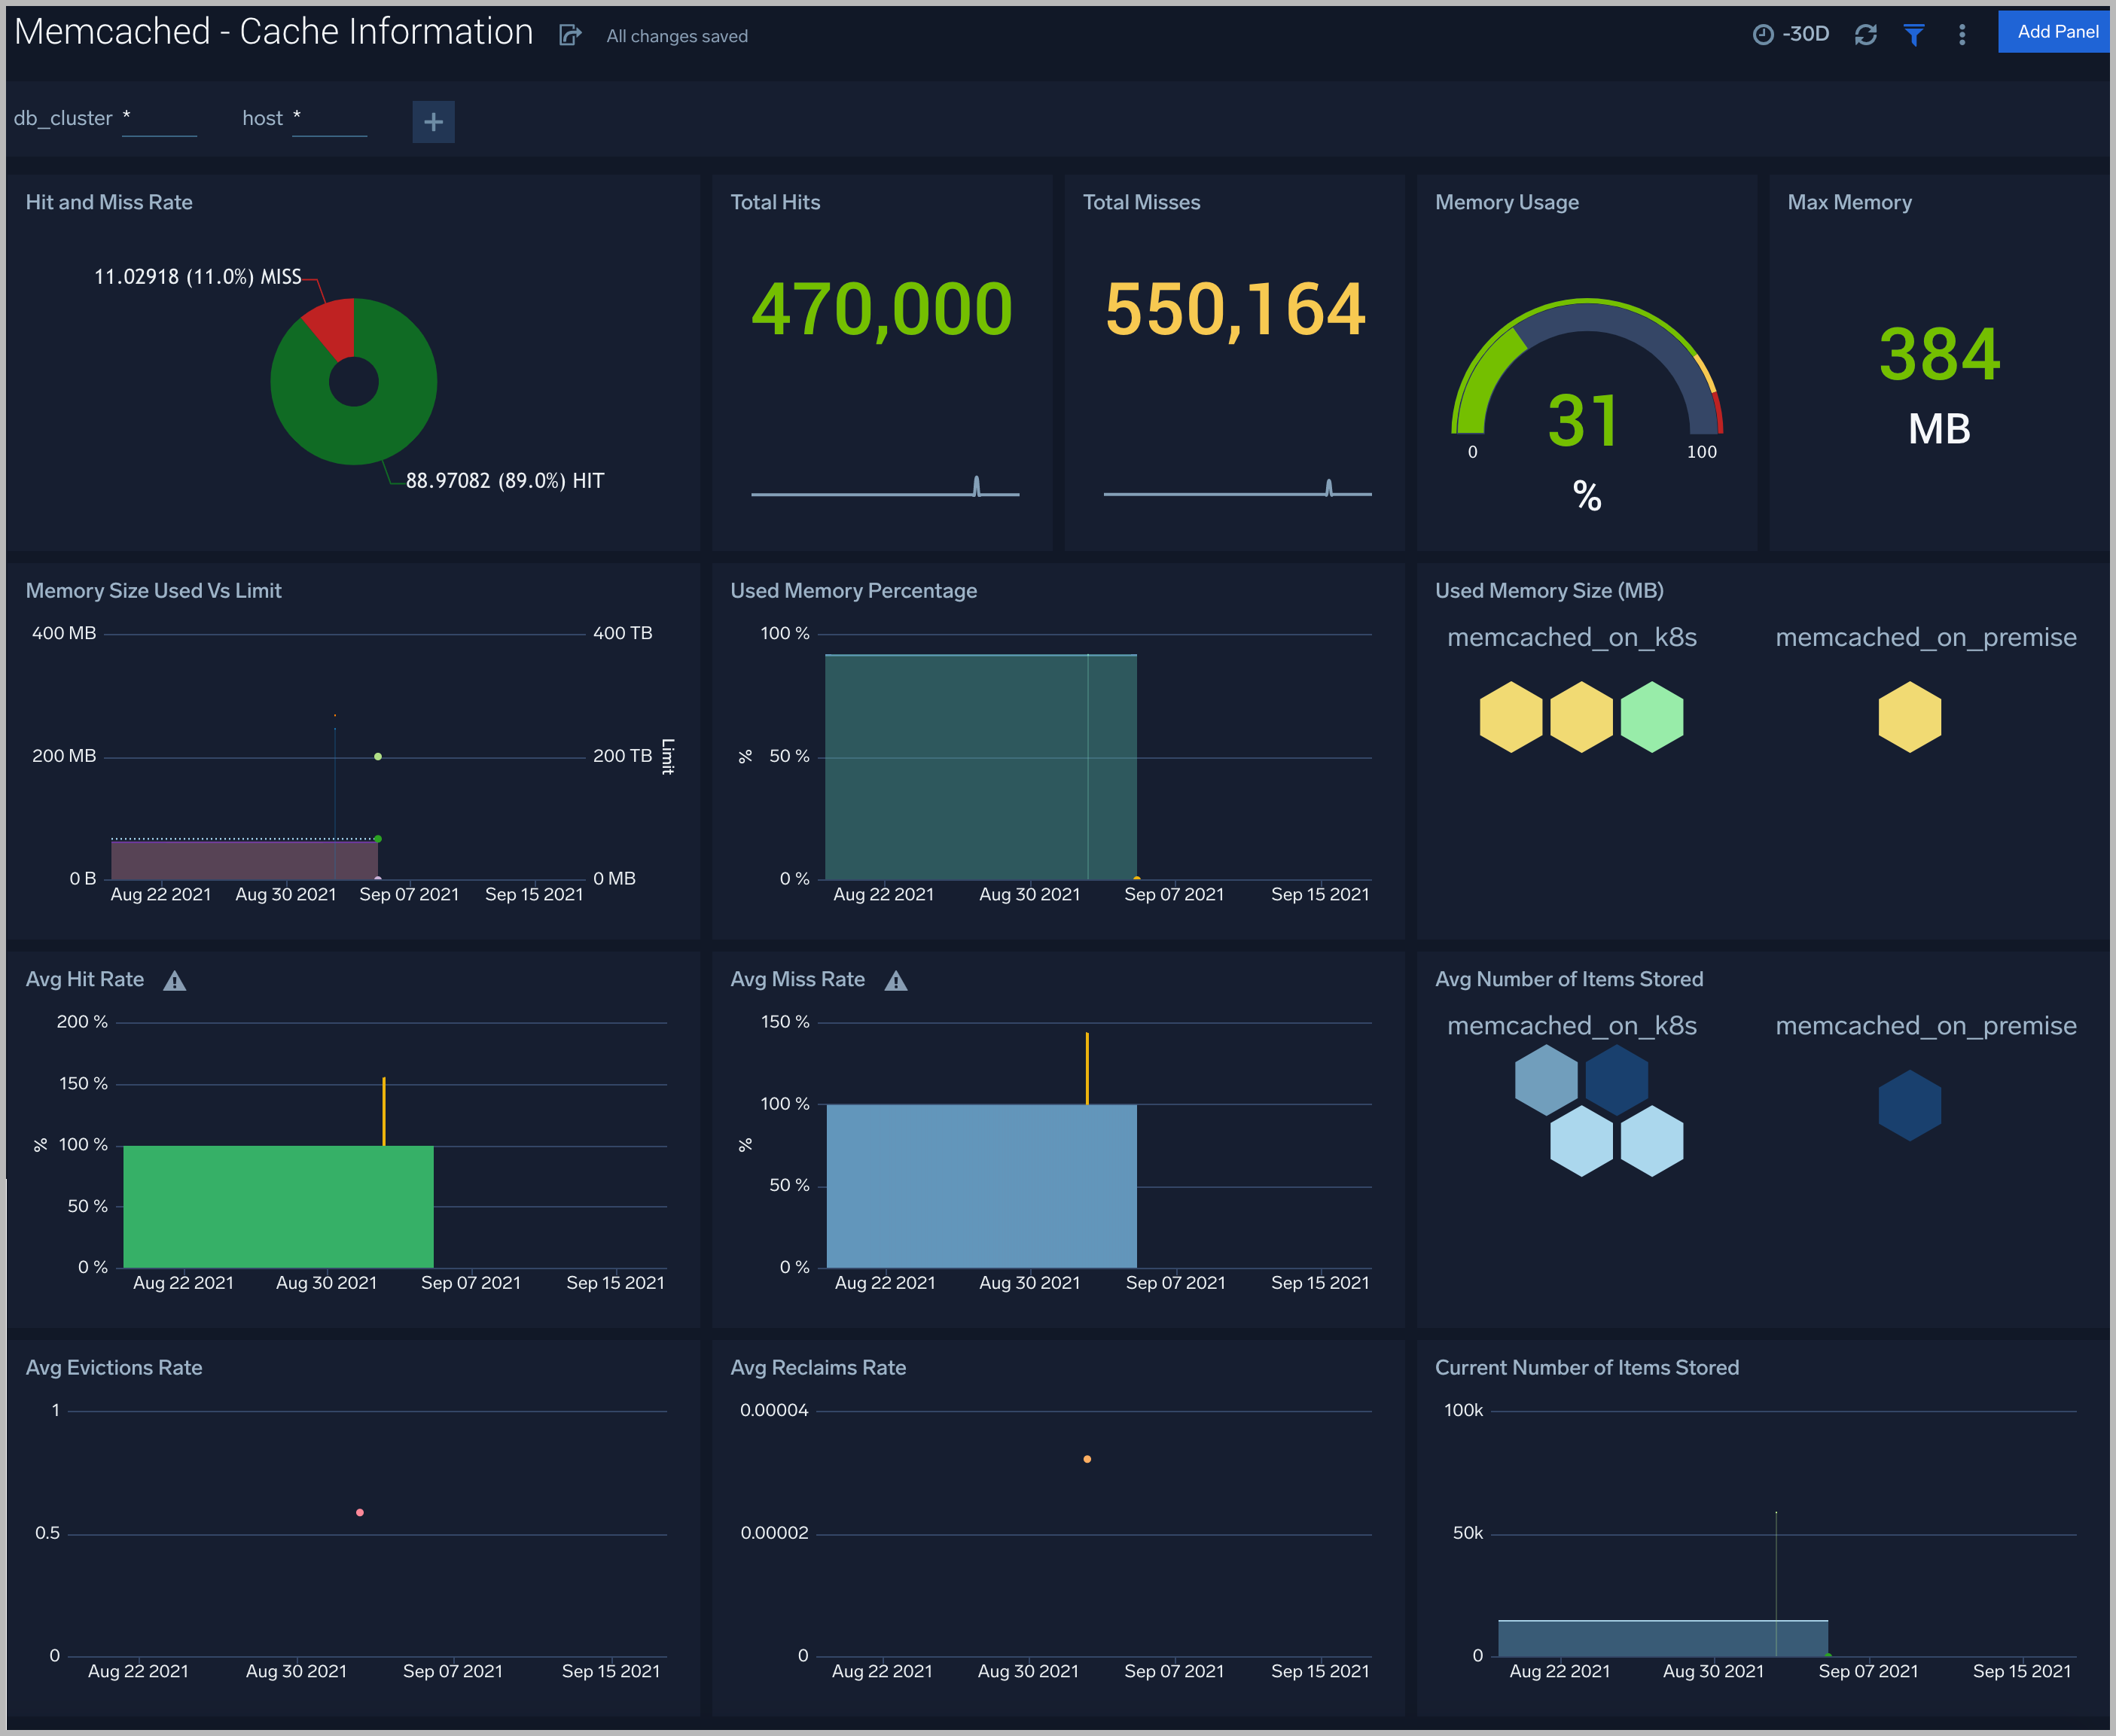 Memcached - Cache Information
All changes saved
-30D
Add Panel
db_cluster *
host *
+
Hit and Miss Rate
11.02918 (11.0%) MISS
88.97082 (89.0%) HIT
Total Hits
470,000
Total Misses
550,164
Memory Usage
31
0
100
%
Max Memory
384
MB
Memory Size Used Vs Limit
400 MB
200 MB
0 B
400 TB
200 TB
0 MB
Limit
Aug 22 2021
Aug 30 2021
Sep 07 2021
Sep 15 2021
Used Memory Percentage
%
100 %
50 %
0 %
Aug 22 2021
Aug 30 2021
Sep 07 2021
Sep 15 2021
Used Memory Size (MB)
memcached_on_k8s
memcached_on_premise
Avg Hit Rate
%
200 %
150 %
100 %
50 %
0 %
Aug 22 2021
Aug 30 2021
Sep 07 2021
Sep 15 2021
Avg Miss Rate
%
150 %
100 %
50 %
0 %
Aug 22 2021
Aug 30 2021
Sep 07 2021
Sep 15 2021
Avg Number of Items Stored
memcached_on_k8s
memcached_on_premise
Avg Evictions Rate
1
0.5
0
Aug 22 2021
Aug 30 2021
Sep 07 2021
Sep 15 2021
Avg Reclaims Rate
0.00004
0.00002
0
Aug 22 2021
Aug 30 2021
Sep 07 2021
Sep 15 2021
Current Number of Items Stored
100k
50k
0
Aug 22 2021
Aug 30 2021
Sep 07 2021
Sep 15 2021